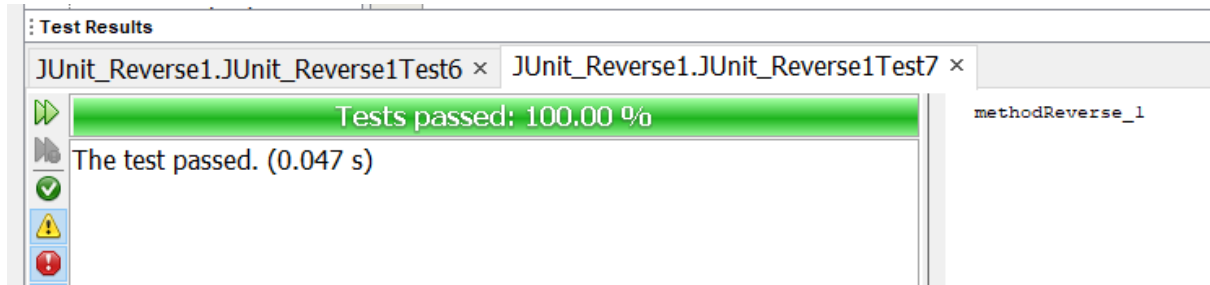 Test Results
JUnit_Reverse1.JUnit_Reverse1Test6 × JUnit_Reverse1.JUnit_Reverse1Test7 ×
Tests passed: 100.00 %
methodReverse_1
The test passed. (0.047 s)